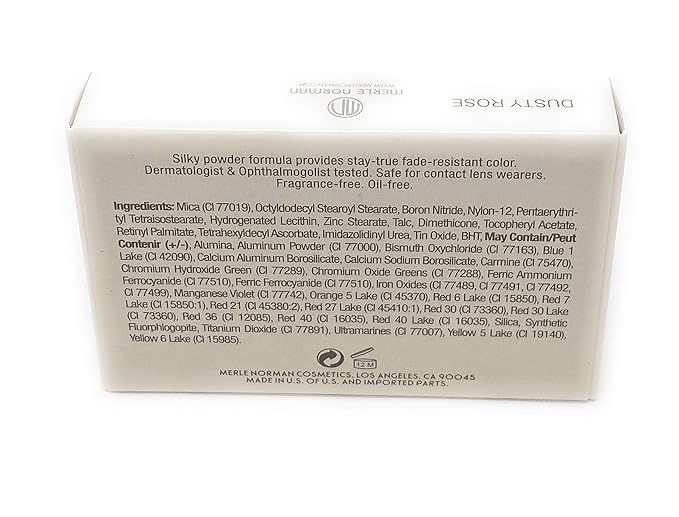 DUSTY ROSE
MERLE NORMAN
WWW.MERLENORMAN.COM
Silky powder formula provides stay-true fade-resistant color.
Dermatologist & Ophthalmogolist tested. Safe for contact lens wearers.
Fragrance-free. Oil-free.
Ingredients: Mica (CI 77019), Octyldodecyl Stearoyl Stearate, Boron Nitride, Nylon-12, Pentaerythri-
tyl Tetraisostearate, Hydrogenated Lecithin, Zinc Stearate, Talc, Dimethicone, Tocopheryl Acetate,
Retinyl Palmitate, Tetrahexyldecyl Ascorbate, Imidazolidinyl Urea, Tin Oxide, BHT, May Contain/Peut
Contenir (+/-), Alumina, Aluminum Powder (CI 77000), Bismuth Oxychloride (CI 77163), Blue 1
Lake (CI 42090), Calcium Aluminum Borosilicate, Calcium Sodium Borosilicate, Carmine (CI 75470),
Chromium Hydroxide Green (CI 77289), Chromium Oxide Greens (CI 77288), Ferric Ammonium
Ferrocyanide (CI 77510), Ferric Ferrocyanide (CI 77510), Iron Oxides (CI 77489, CI 77491, CI 77492,
CI 77499), Manganese Violet (CI 77742), Orange 5 Lake (CI 45370), Red 6 Lake (CI 15850), Red 7
Lake (CI 15850:1), Red 21 (CI 45380:2), Red 27 Lake (CI 45410:1), Red 30 (CI 73360), Red 30 Lake
(CI 73360), Red 36 (CI 12085), Red 40 (CI 16035), Red 40 Lake (CI 16035), Silica, Synthetic
Fluorphlogopite, Titanium Dioxide (CI 77891), Ultramarines (CI 77007), Yellow 5 Lake (CI 19140),
Yellow 6 Lake (CI 15985).
12 M
MERLE NORMAN COSMETICS, LOS ANGELES, CA 90045
MADE IN U.S. OF U.S. AND IMPORTED PARTS.